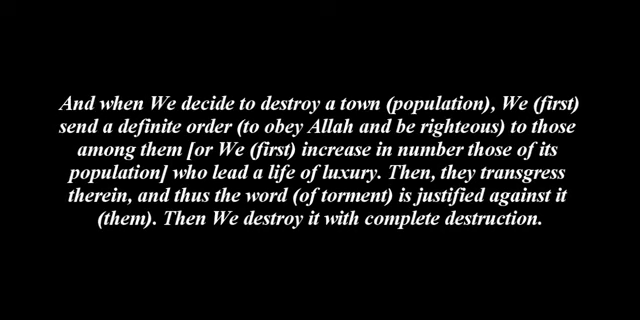 And when We decide to destroy a town (population), We (first)
send a definite order (to obey Allah and be righteous) to those
among them [or We (first) increase in number those of its
population] who lead a life of luxury. Then, they transgress
therein, and thus the word (of torment) is justified against it
(them). Then We destroy it with complete destruction.